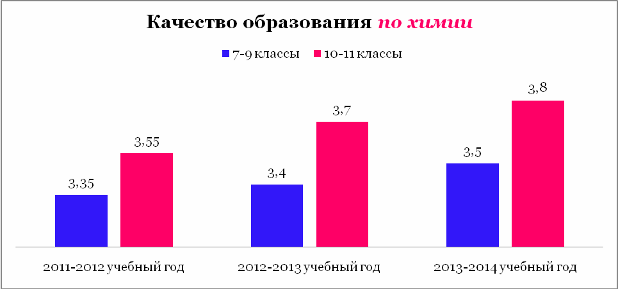 Качество образования по химии
7-9 классы 10-11 классы
3,35
3,55
3,4
3,7
3,5
3,8
2011-2012 учебный год
2012-2013 учебный год
2013-2014 учебный год